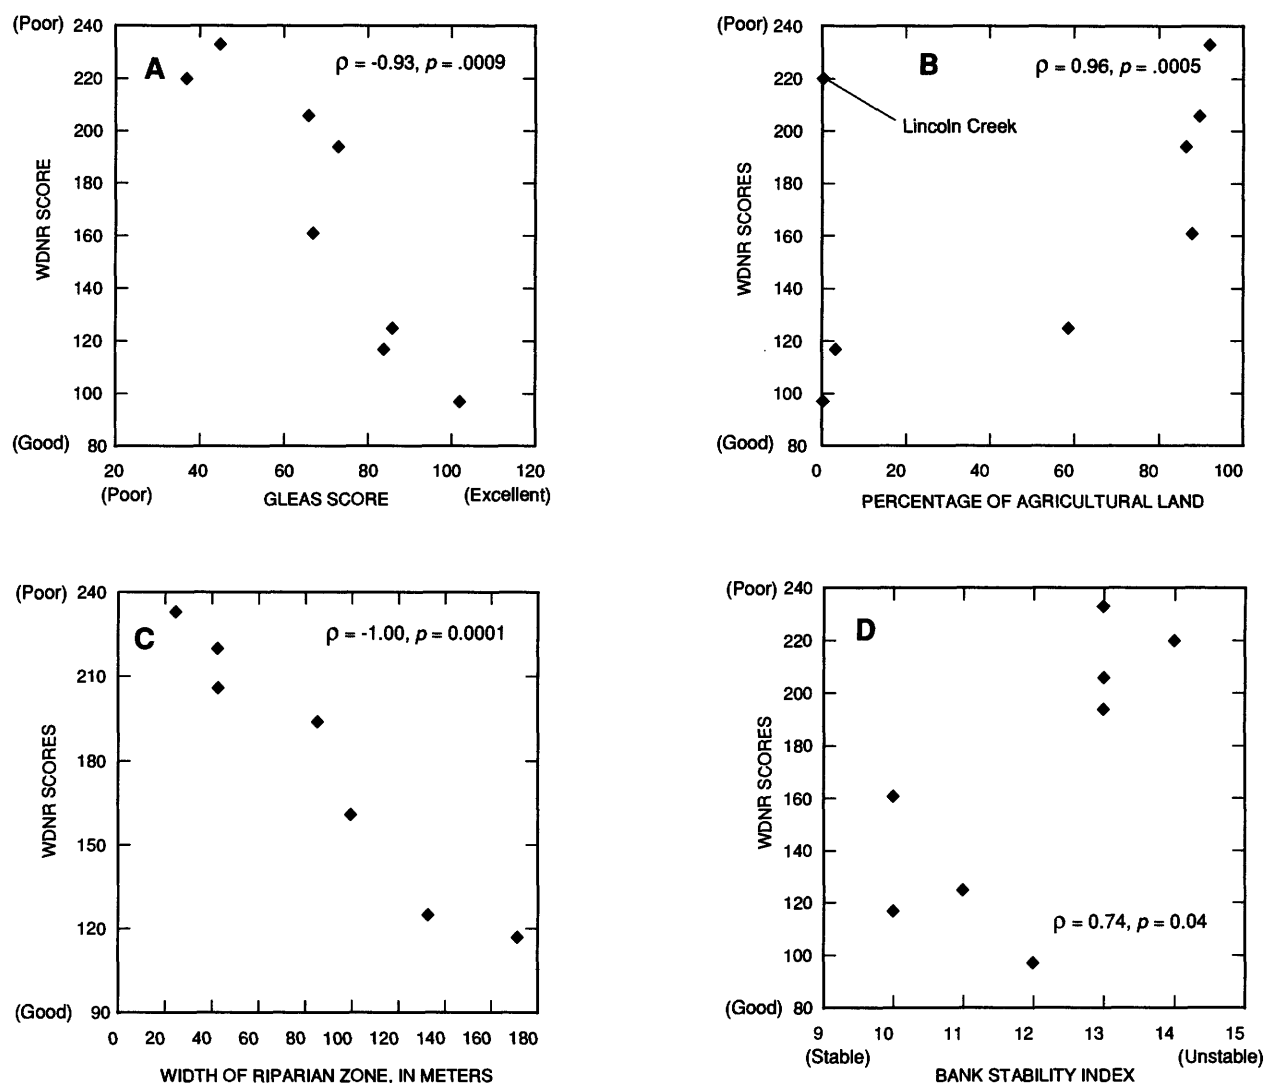 (Poor) 240
220
200
180
160
140
120
100
(Good) 80
WDNR SCORE
A
ρ = -0.93, p = .0009
20 40 60 80 100 120
(Poor) GLEAS SCORE (Excellent)
(Poor) 240
220
200
180
160
140
120
100
(Good) 80
WDNR SCORES
B
ρ = 0.96, p = .0005
Lincoln Creek
0 20 40 60 80 100
PERCENTAGE OF AGRICULTURAL LAND
(Poor) 240
210
180
150
120
(Good) 90
WDNR SCORES
C
ρ = -1.00, p = 0.0001
0 20 40 60 80 100 120 140 160 180
WIDTH OF RIPARIAN ZONE, IN METERS
(Poor) 240
220
200
180
160
140
120
100
(Good) 80
WDNR SCORES
D
ρ = 0.74, p = 0.04
9 10 11 12 13 14 15
(Stable) (Unstable)
BANK STABILITY INDEX